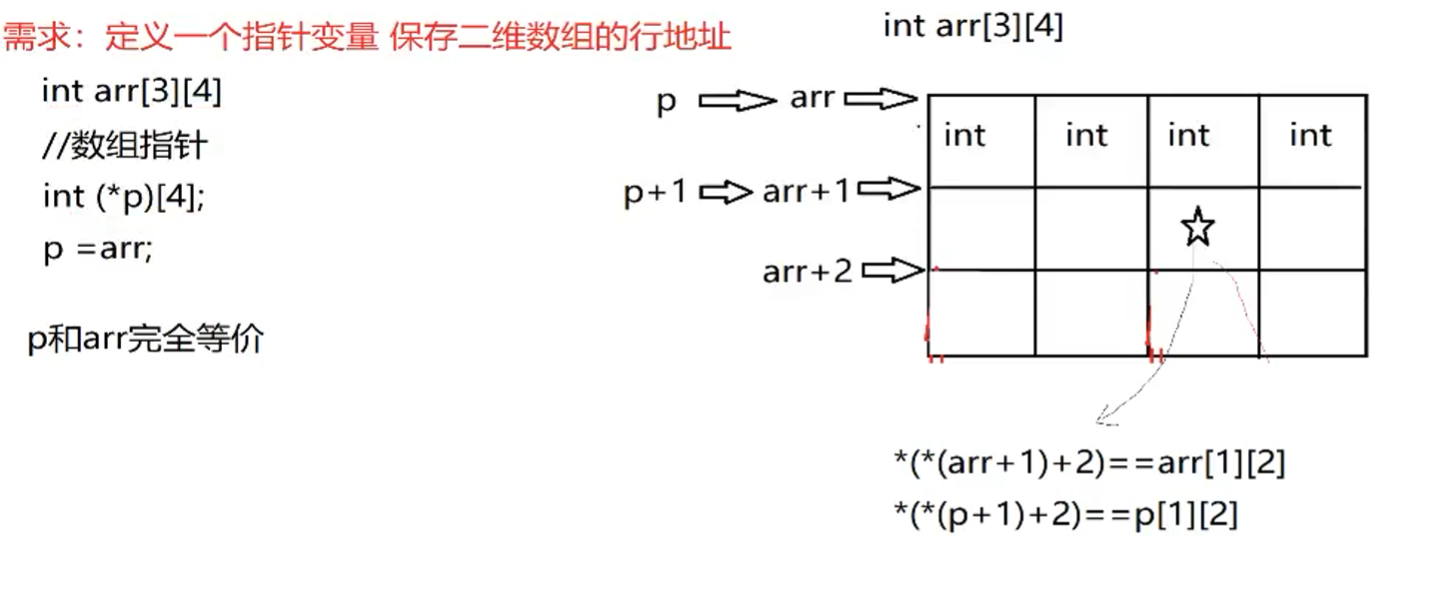 需求：定义一个指针变量 保存二维数组的行地址
int arr[3][4]
//数组指针
int (*p)[4];
p =arr;
p和arr完全等价
int arr[3][4]
p arr
int int int int
p+1 arr+1
arr+2
*(*(arr+1)+2)==arr[1][2]
*(*(p+1)+2)==p[1][2]